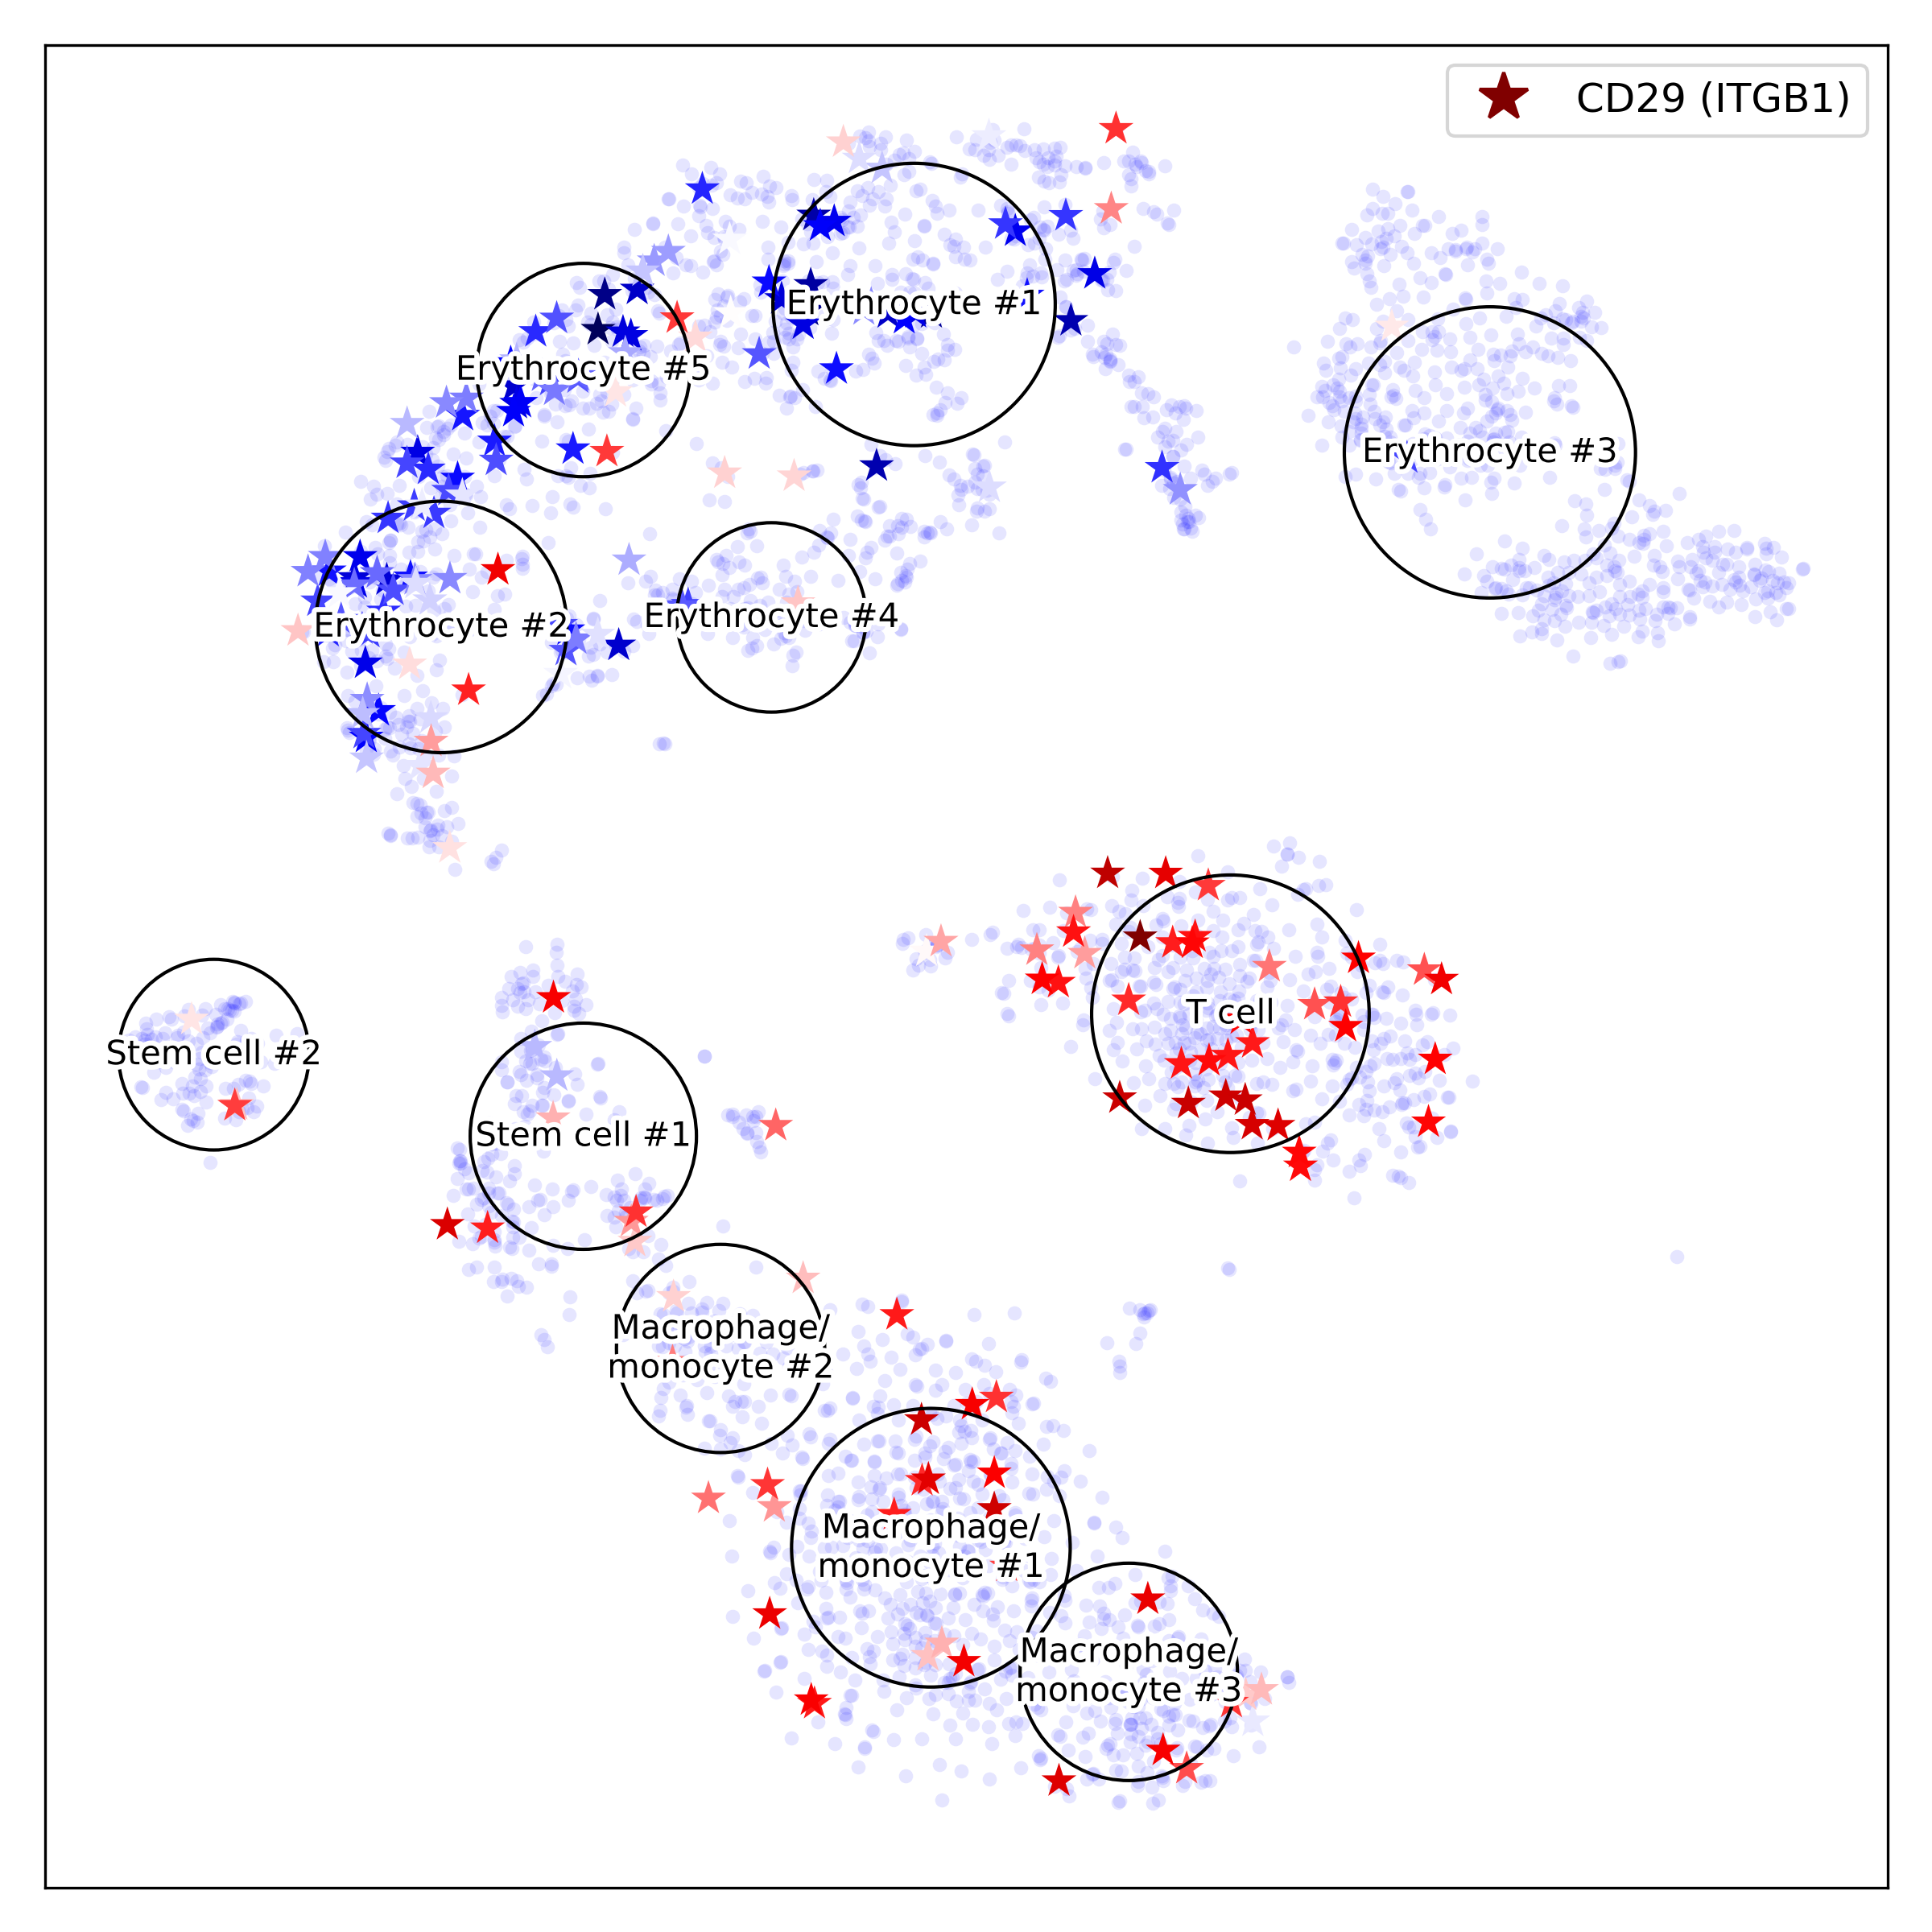 CD29 (ITGB1)
Erythrocyte #1
Erythrocyte #5
Erythrocyte #3
Erythrocyte #4
Erythrocyte #2
T cell
Stem cell #2
Stem cell #1
Macrophage/
monocyte #2
Macrophage/
monocyte #1
Macrophage/
monocyte #3